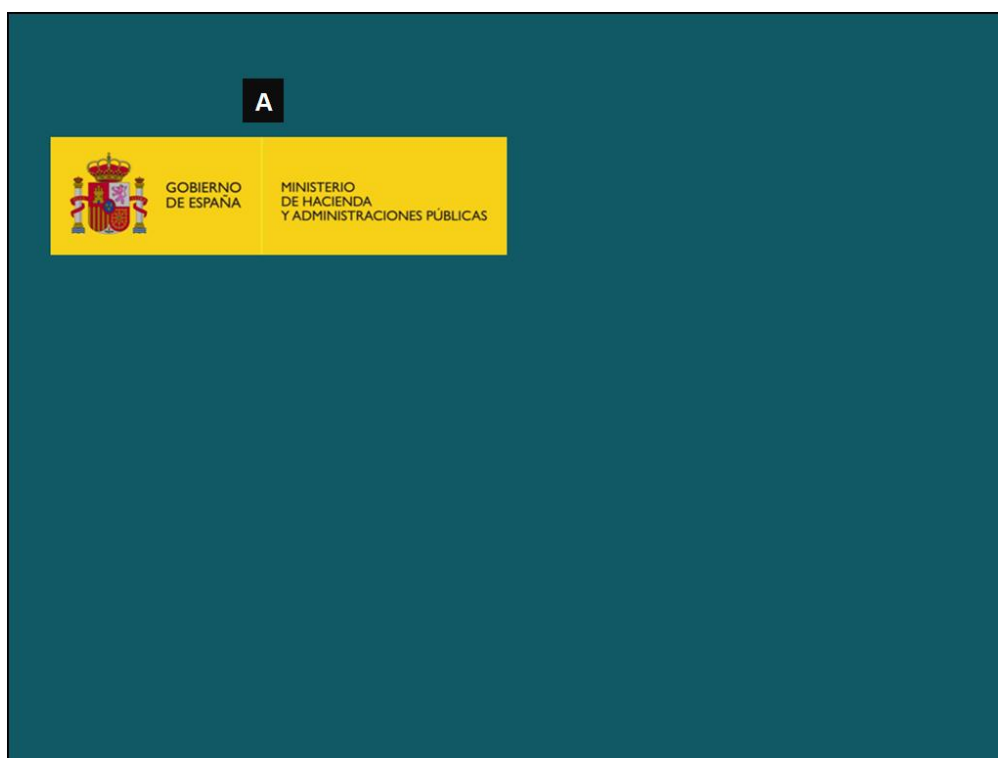 A
GOBIERNO
DE ESPAÑA
MINISTERIO
DE HACIENDA
Y ADMINISTRACIONES PÚBLICAS